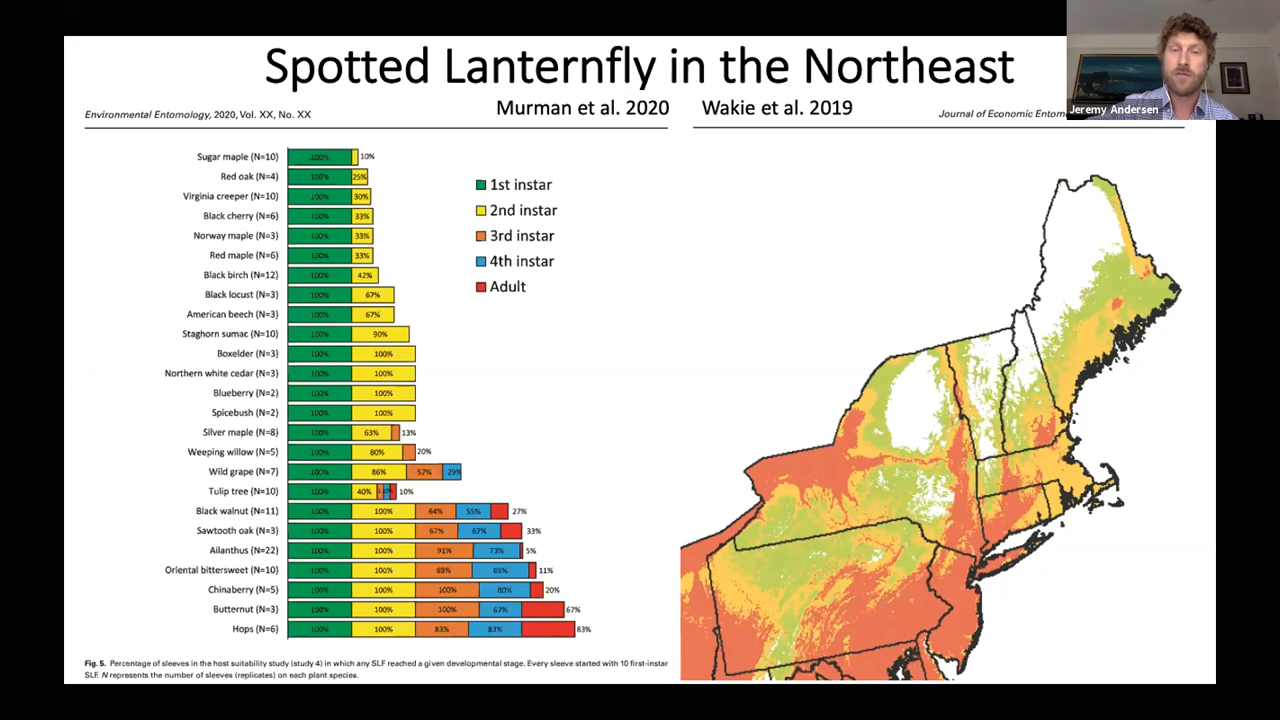 Spotted Lanternfly in the Northeast
Jeremy Andersen
Environmental Entomology, 2020, Vol. XX, No. XX
Murman et al. 2020
Wakie et al. 2019
Journal of Economic
1st instar
2nd instar
3rd instar
4th instar
Adult
Sugar maple (N=10) 100% 10%
Red oak (N=4) 100% 25%
Virginia creeper (N=10) 100% 30%
Black cherry (N=6) 100% 33%
Norway maple (N=3) 100% 33%
Red maple (N=6) 100% 33%
Black birch (N=12) 100% 42%
Black locust (N=3) 100% 67%
American beech (N=3) 100% 67%
Staghorn sumac (N=10) 100% 90%
Boxelder (N=3) 100% 100%
Northern white cedar (N=3) 100% 100%
Blueberry (N=2) 100% 100%
Spicebush (N=2) 100% 100%
Silver maple (N=8) 100% 63% 13%
Weeping willow (N=5) 100% 80% 20%
Wild grape (N=7) 100% 86% 57% 29%
Tulip tree (N=10) 100% 40% 10%
Black walnut (N=11) 100% 100% 64% 55% 27%
Sawtooth oak (N=3) 100% 100% 67% 67% 33%
Ailanthus (N=22) 100% 100% 91% 73% 5%
Oriental bittersweet (N=10) 100% 100% 89% 89% 11%
Chinaberry (N=5) 100% 100% 100% 80% 20%
Butternut (N=3) 100% 100% 100% 67% 67%
Hops (N=6) 100% 100% 83% 83% 83%
Fig. 5. Percentage of sleeves in the host suitability study (study 4) in which any SLF reached a given developmental stage. Every sleeve started with 10 first-instar
SLF. N represents the number of sleeves (replicates) on each plant species.